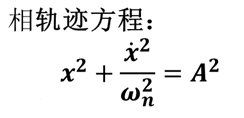 相轨迹方程：
x² + ẋ²/ωₙ² = A²